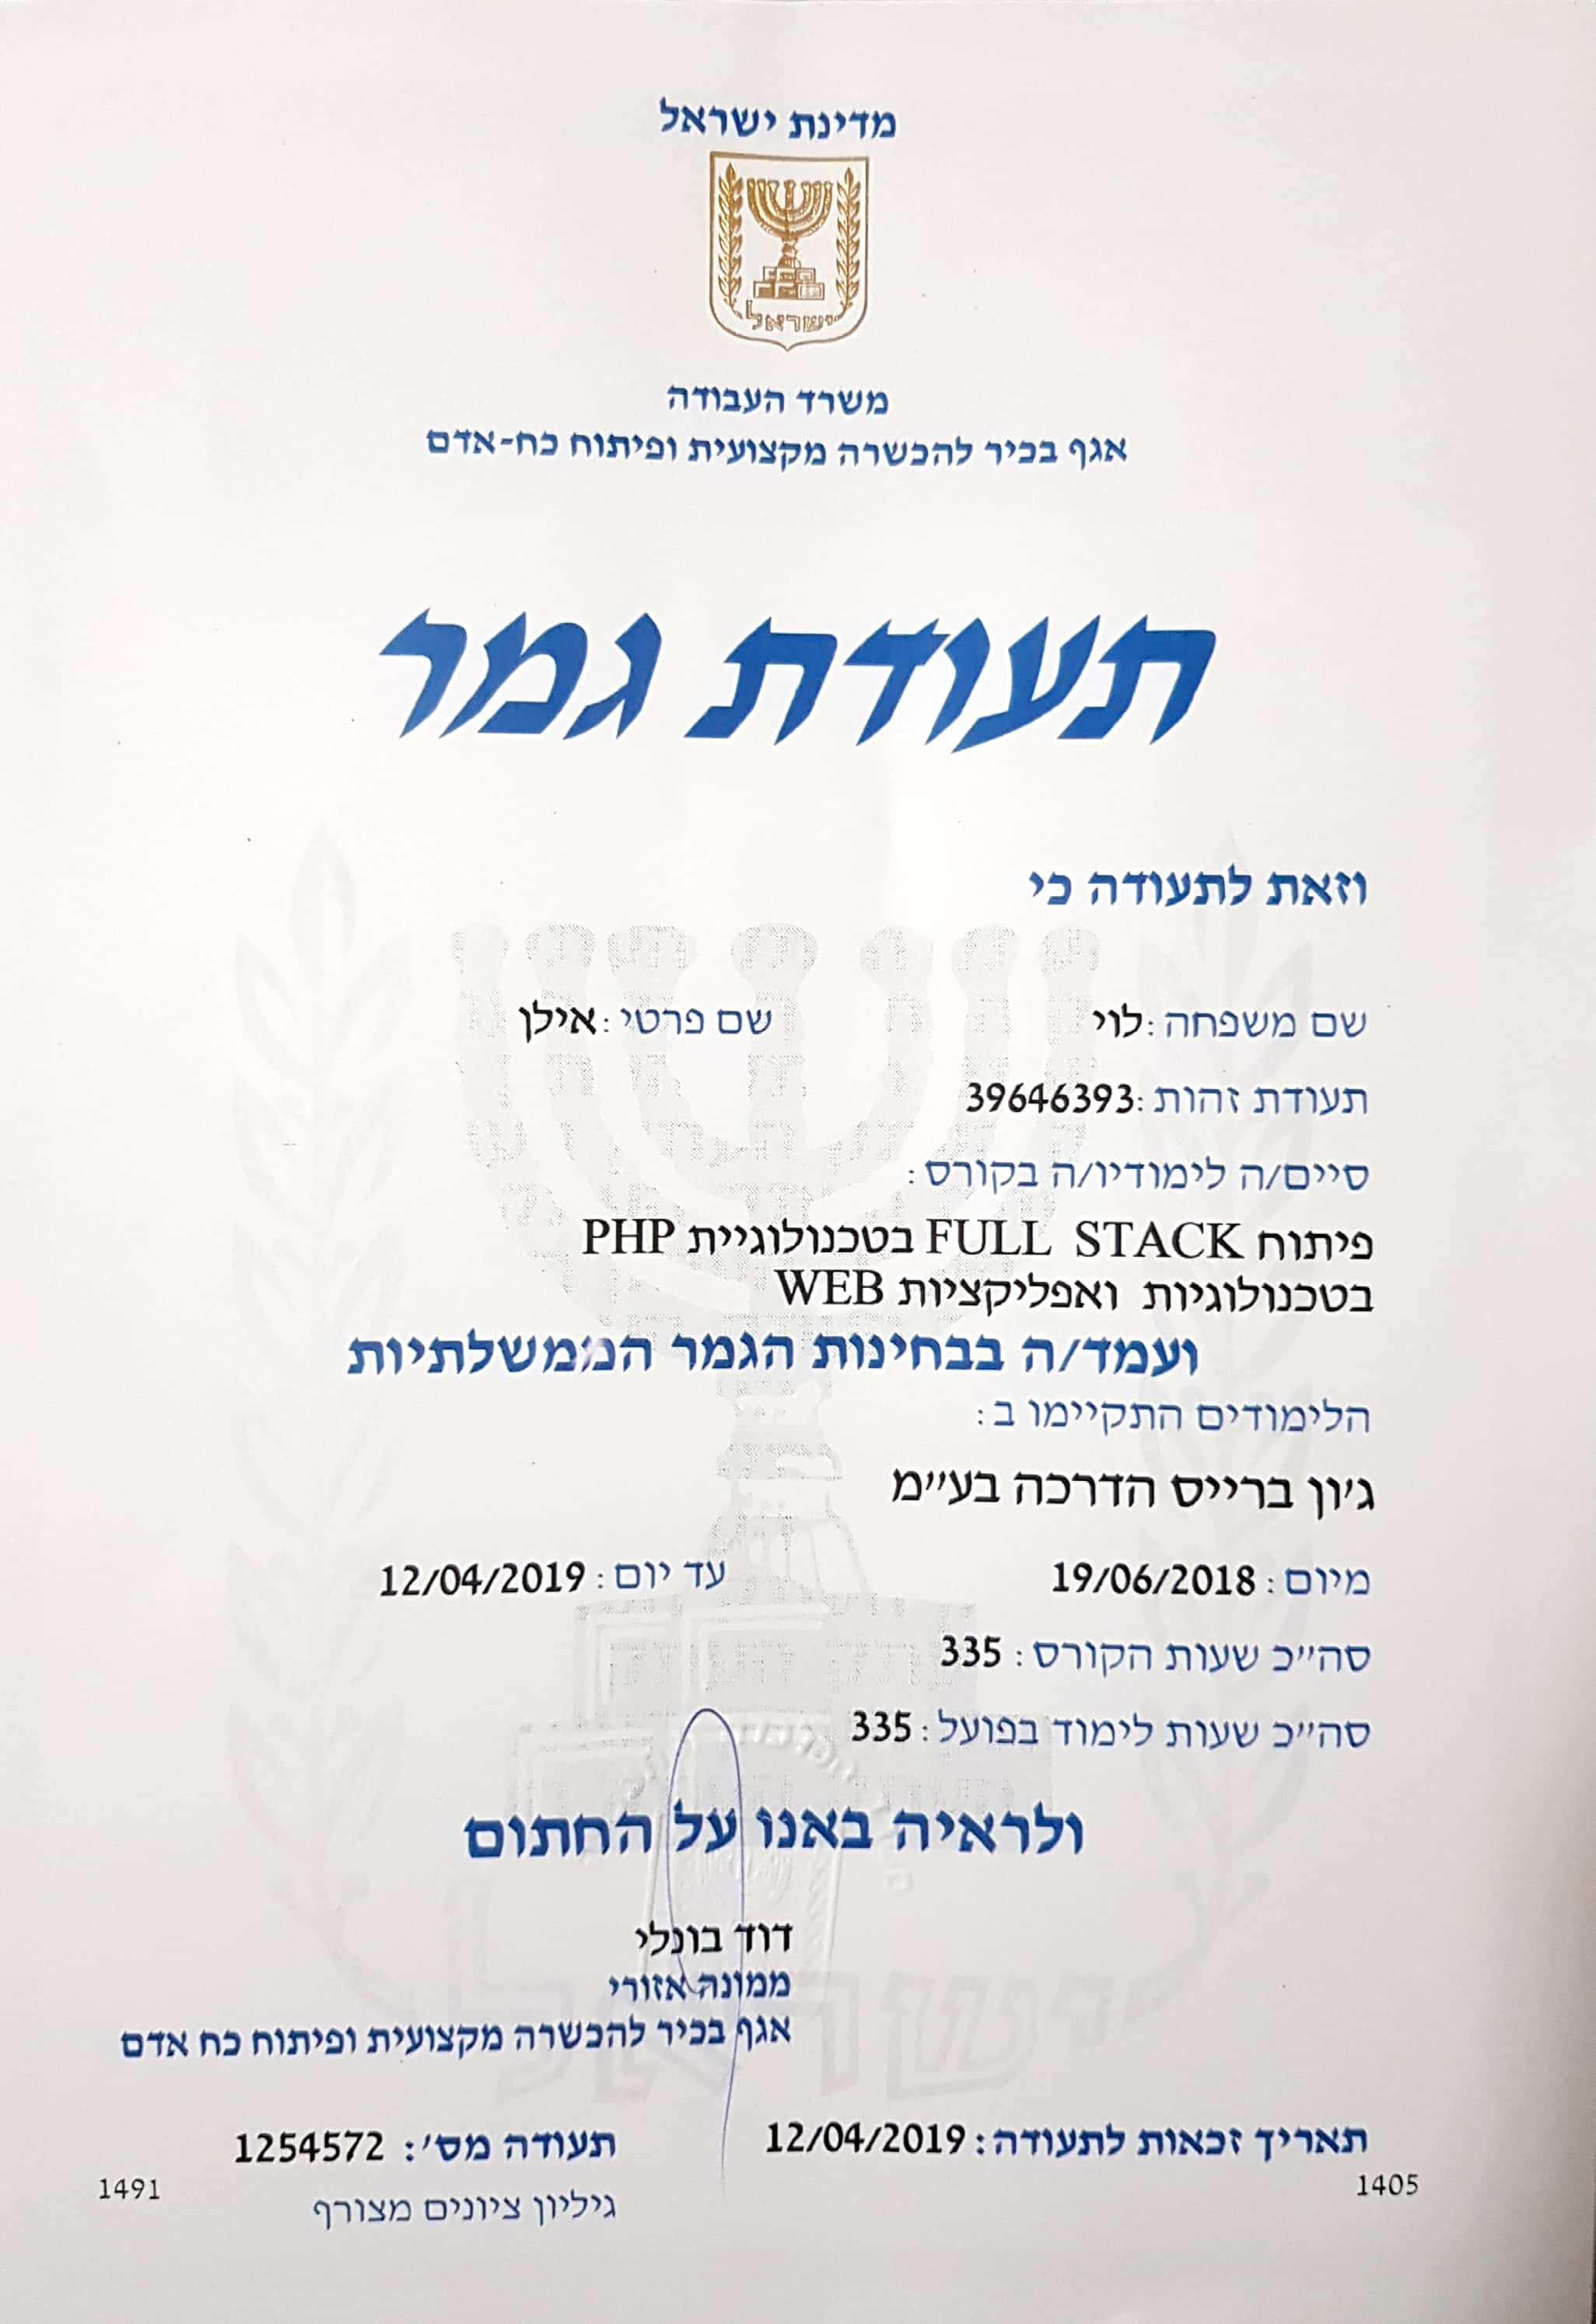 מדינת ישראל
ישראל
משרד העבודה
אגף בכיר להכשרה מקצועית ופיתוח כח-אדם
תעודת גמר
וזאת לתעודה כי
שם משפחה: לוי שם פרטי: אילן
תעודת זהות: 39646393
סיים/ה לימודיו/ה בקורס:
פיתוח FULL STACK בטכנולוגיית PHP
בטכנולוגיות ואפליקציות WEB
ועמד/ה בבחינות הגמר הממשלתיות
הלימודים התקיימו ב:
ג'ון ברייס הדרכה בע"מ
מיום: 19/06/2018 עד יום: 12/04/2019
סה"כ שעות הקורס: 335
סה"כ שעות לימוד בפועל: 335
ולראיה באנו על החתום
דוד בונלי
ממונה אזורי
אגף בכיר להכשרה מקצועית ופיתוח כח אדם
תאריך זכאות לתעודה: 12/04/2019 תעודה מס': 1254572
1405 1491
גיליון ציונים מצורף